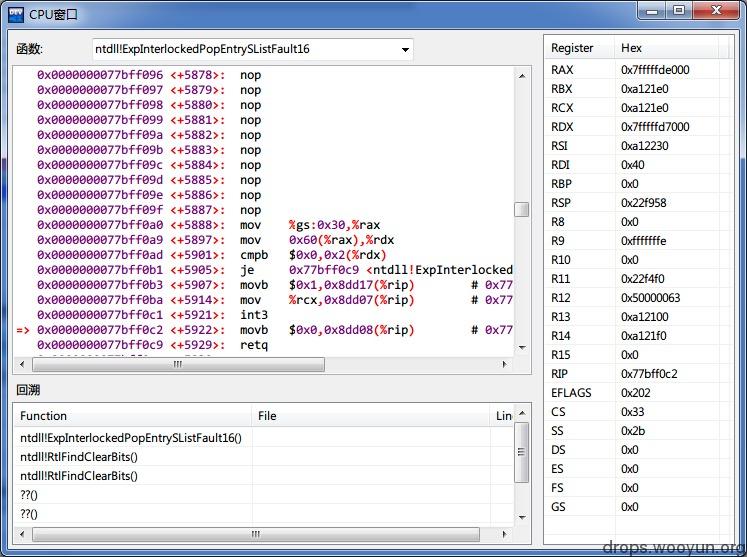 DEV CPU窗口
函数: ntdll!ExpInterlockedPopEntrySListFault16
0x0000000077bff096 <+5878>: nop
0x0000000077bff097 <+5879>: nop
0x0000000077bff098 <+5880>: nop
0x0000000077bff099 <+5881>: nop
0x0000000077bff09a <+5882>: nop
0x0000000077bff09b <+5883>: nop
0x0000000077bff09c <+5884>: nop
0x0000000077bff09d <+5885>: nop
0x0000000077bff09e <+5886>: nop
0x0000000077bff09f <+5887>: nop
0x0000000077bff0a0 <+5888>: mov %gs:0x30,%rax
0x0000000077bff0a9 <+5897>: mov 0x60(%rax),%rdx
0x0000000077bff0ad <+5901>: cmpb $0x0,0x2(%rdx)
0x0000000077bff0b1 <+5905>: je 0x77bff0c9 <ntdll!ExpInterlocked
0x0000000077bff0b3 <+5907>: movb $0x1,0x8dd17(%rip) # 0x77
0x0000000077bff0ba <+5914>: mov %rcx,0x8dd07(%rip) # 0x77
0x0000000077bff0c1 <+5921>: int3
=> 0x0000000077bff0c2 <+5922>: movb $0x0,0x8dd08(%rip) # 0x77
0x0000000077bff0c9 <+5929>: retq
回溯
Function File Line
ntdll!ExpInterlockedPopEntrySListFault16()
ntdll!RtlFindClearBits()
ntdll!RtlFindClearBits()
??()
??()
Register Hex
RAX 0x7fffffde000
RBX 0xa121e0
RCX 0xa121e0
RDX 0x7fffffd7000
RSI 0xa12230
RDI 0x40
RBP 0x0
RSP 0x22f958
R8 0x0
R9 0xfffffffe
R10 0x0
R11 0x22f4f0
R12 0x50000063
R13 0xa12100
R14 0xa121f0
R15 0x0
RIP 0x77bff0c2
EFLAGS 0x202
CS 0x33
SS 0x2b
DS 0x0
ES 0x0
FS 0x0
GS 0x0
drops.wooyun.org